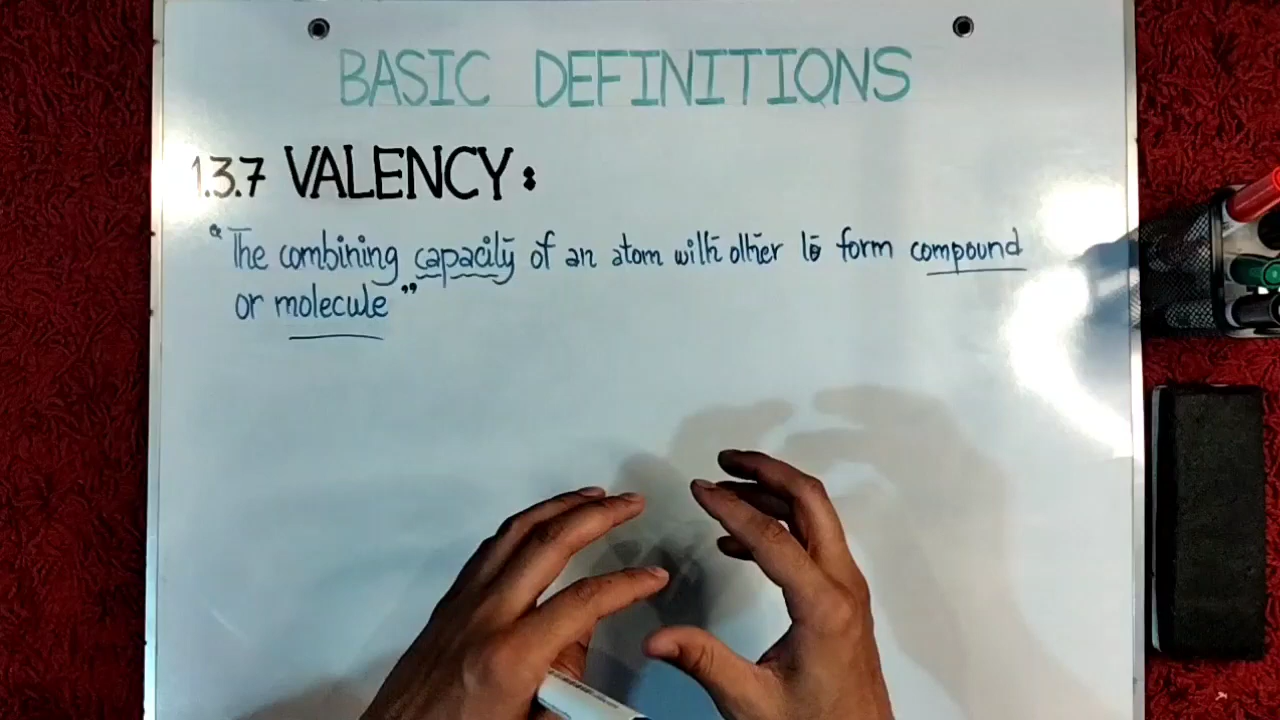 BASIC DEFINITIONS
1.3.7 VALENCY:
"The combining capacity of an atom with other to form compound
or molecule"